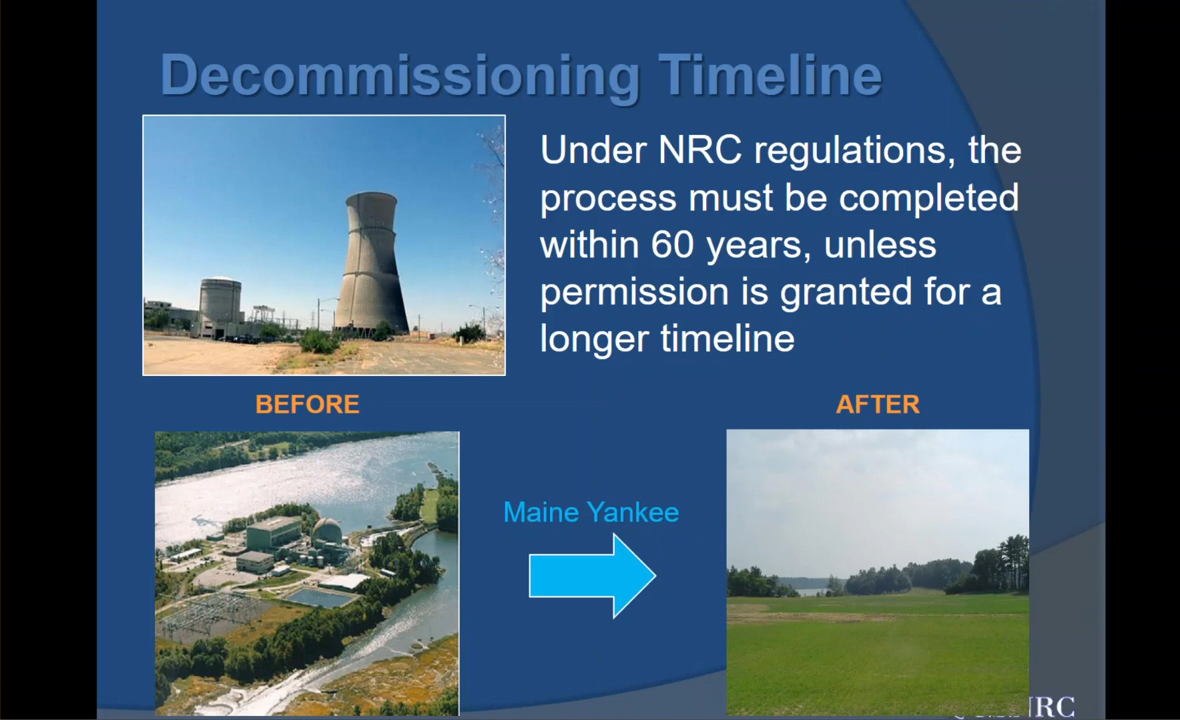 Decommissioning Timeline
Under NRC regulations, the
process must be completed
within 60 years, unless
permission is granted for a
longer timeline
BEFORE
AFTER
Maine Yankee
NRC